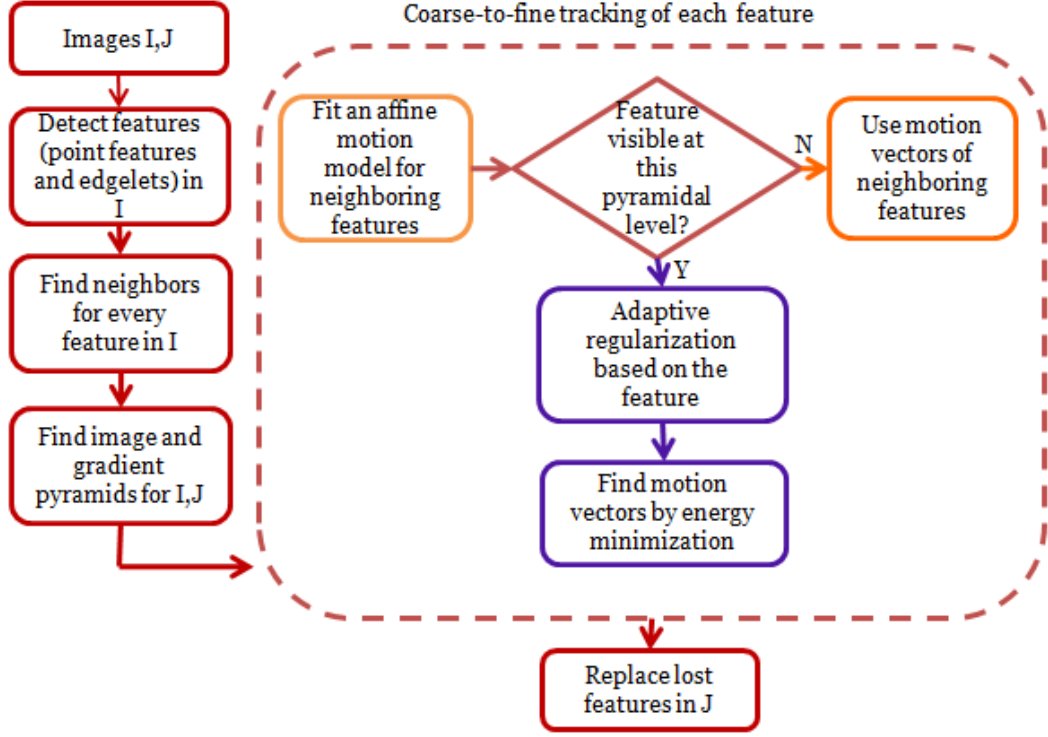 Coarse-to-fine tracking of each feature
Images I,J
Detect features
(point features
and edgelets) in
I
Find neighbors
for every
feature in I
Find image and
gradient
pyramids for I,J
Fit an affine
motion
model for
neighboring
features
Feature
visible at
this
pyramidal
level?
N
Use motion
vectors of
neighboring
features
Y
Adaptive
regularization
based on the
feature
Find motion
vectors by energy
minimization
Replace lost
features in J